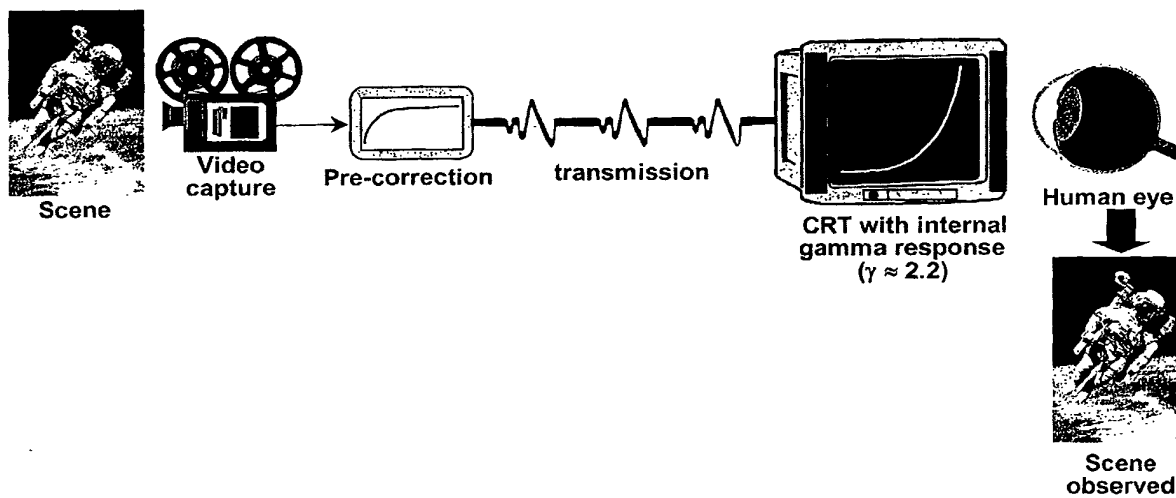 Scene
Video
capture
Pre-correction
transmission
CRT with internal
gamma response
(γ ≈ 2.2)
Human eye
Scene
observed